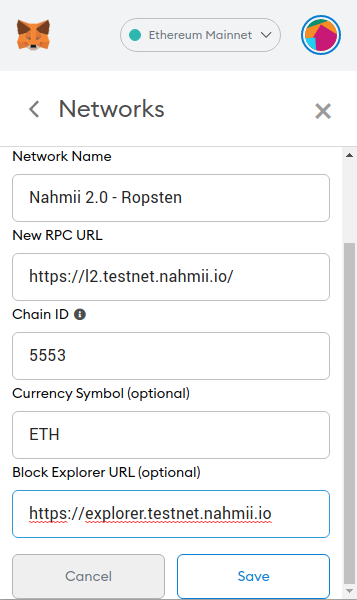 Ethereum Mainnet
Networks
Network Name
Nahmii 2.0 - Ropsten
New RPC URL
https://l2.testnet.nahmii.io/
Chain ID
5553
Currency Symbol (optional)
ETH
Block Explorer URL (optional)
https://explorer.testnet.nahmii.io
Cancel
Save